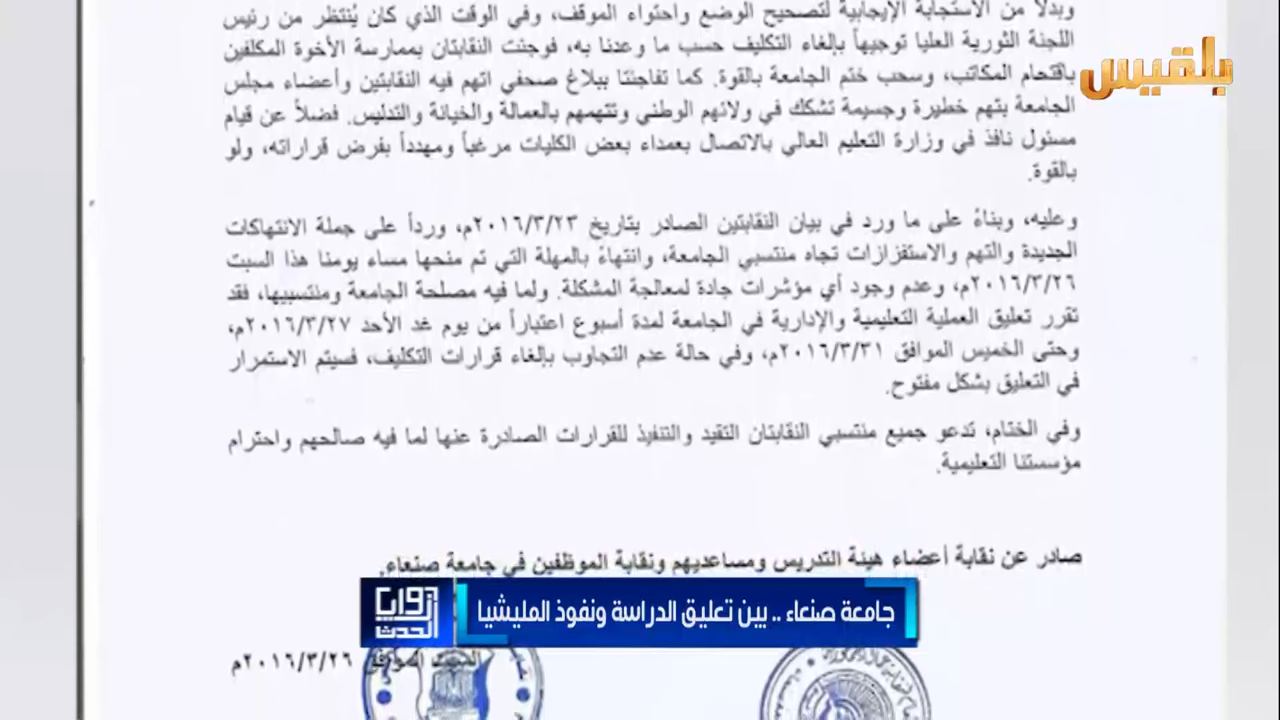 وبدلاً من الاستجابة الإيجابية لتصحيح الوضع واحتواء الموقف، وفي الوقت الذي كان يُنتظر من رئيس
اللجنة الثورية العليا توجيهاً بإلغاء التكليف حسب ما وعدنا به، فوجئت النقابتان بممارسة الأخوة المكلفين
باقتحام المكاتب، وسحب ختم الجامعة بالقوة. كما تفاجئتا ببلاغ صحفي اتهم فيه النقابتين وأعضاء مجلس
الجامعة بتهم خطيرة وجسيمة تشكك في ولائهم الوطني وتتهمهم بالعمالة والخيانة والتدليس. فضلاً عن قيام
مسئول نافذ في وزارة التعليم العالي بالاتصال بعمداء بعض الكليات مرغباً ومهدداً بفرض قراراته، ولو
بالقوة.
وعليه، وبناءً على ما ورد في بيان النقابتين الصادر بتاريخ ٢٠١٦/٣/٢٣م، ورداً على جملة الانتهاكات
الجديدة والتهم والاستفزازات تجاه منتسبي الجامعة، وانتهاءً بالمهلة التي تم منحها مساء يومنا هذا السبت
٢٠١٦/٣/٢٦م، وعدم وجود أي مؤشرات جادة لمعالجة المشكلة. ولما فيه مصلحة الجامعة ومنتسبيها، فقد
تقرر تعليق العملية التعليمية والإدارية في الجامعة لمدة أسبوع اعتباراً من يوم غد الأحد ٢٠١٦/٣/٢٧م،
وحتى الخميس الموافق ٢٠١٦/٣/٣١م، وفي حالة عدم التجاوب بإلغاء قرارات التكليف، فسيتم الاستمرار
في التعليق بشكل مفتوح.
وفي الختام، تدعو جميع منتسبي النقابتان التقيد والتنفيذ للقرارات الصادرة عنها لما فيه صالحهم واحترام
مؤسستنا التعليمية.
صادر عن نقابة أعضاء هيئة التدريس ومساعديهم ونقابة الموظفين في جامعة صنعاء.
جامعة صنعاء .. بين تعليق الدراسة ونفوذ المليشيا
زوايا الحدث
السبت الموافق ٢٠١٦/٣/٢٦م
بلقيس